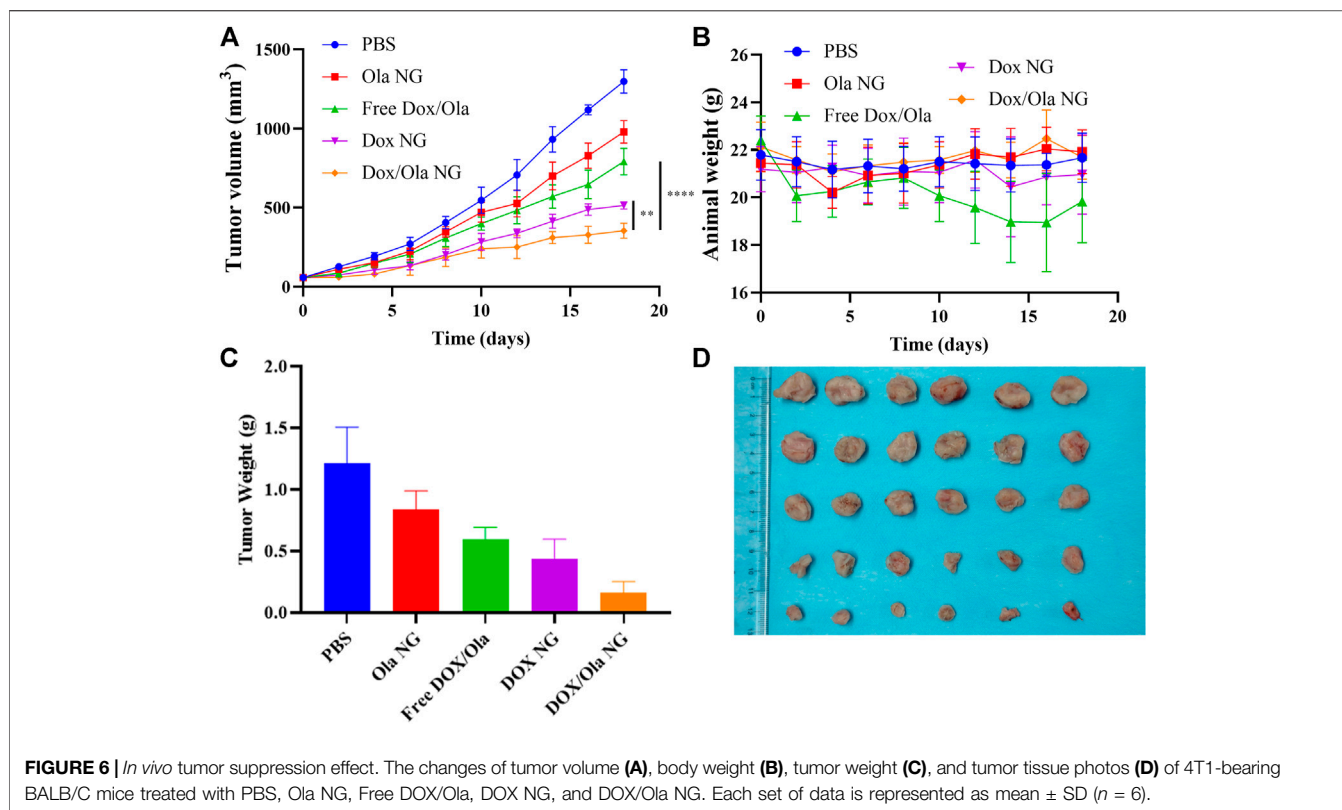 A
Tumor volume (mm³)
1500
1000
500
0
0 5 10 15 20
Time (days)
PBS
Ola NG
Free Dox/Ola
Dox NG
Dox/Ola NG
**
****
B
Animal weight (g)
26
24
22
20
18
16
0 5 10 15 20
Time (days)
PBS
Ola NG
Free Dox/Ola
Dox NG
Dox/Ola NG
C
Tumor Weight (g)
2.0
1.5
1.0
0.5
0.0
PBS
Ola NG
Free DOX/Ola
DOX NG
DOX/Ola NG
D
FIGURE 6 | In vivo tumor suppression effect. The changes of tumor volume (A), body weight (B), tumor weight (C), and tumor tissue photos (D) of 4T1-bearing
BALB/C mice treated with PBS, Ola NG, Free DOX/Ola, DOX NG, and DOX/Ola NG. Each set of data is represented as mean ± SD (n = 6).